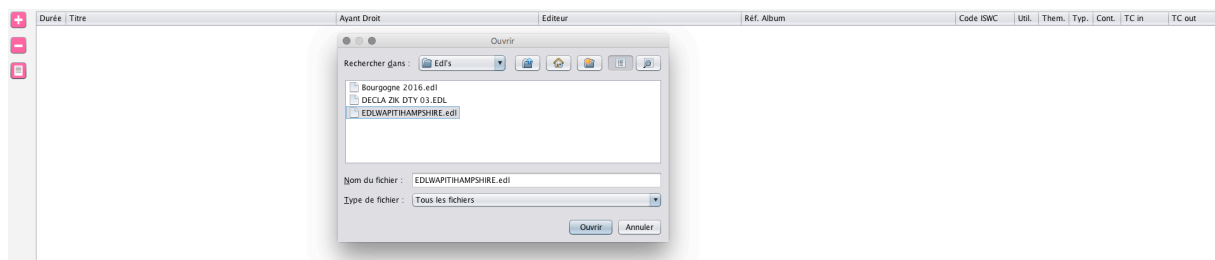 Durée Titre Ayant Droit Editeur Réf. Album Code ISWC Util. Them. Typ. Cont. TC in TC out
Ouvrir
Rechercher dans : Edl's
Bourgogne 2016.edl
DECLA ZIK DTY 03.EDL
EDLWAPITIHAMPSHIRE.edl
Nom du fichier : EDLWAPITIHAMPSHIRE.edl
Type de fichier : Tous les fichiers
Ouvrir Annuler